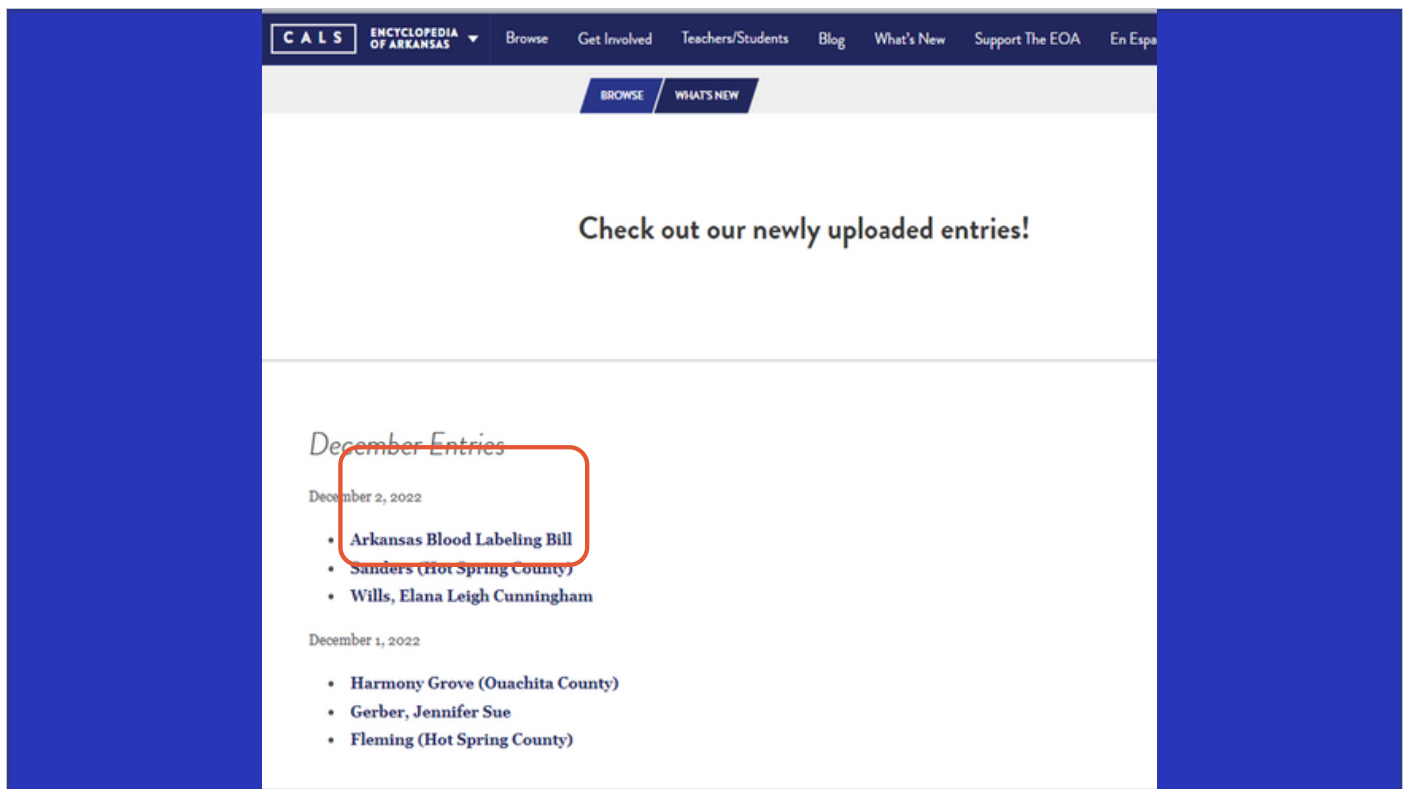 CALS ENCYCLOPEDIA OF ARKANSAS Browse Get Involved Teachers/Students Blog What's New Support The EOA En Espa
BROWSE WHAT'S NEW
Check out our newly uploaded entries!
December Entries
December 2, 2022
Arkansas Blood Labeling Bill
Sanders (Hot Spring County)
Wills, Elana Leigh Cunningham
December 1, 2022
Harmony Grove (Ouachita County)
Gerber, Jennifer Sue
Fleming (Hot Spring County)